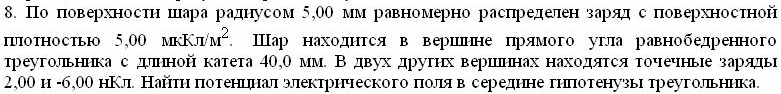 8. По поверхности шара радиусом 5,00 мм равномерно распределен заряд с поверхностной
плотностью 5,00 мкКл/м². Шар находится в вершине прямого угла равнобедренного
треугольника с длиной катета 40,0 мм. В двух других вершинах находятся точечные заряды
2,00 и -6,00 нКл. Найти потенциал электрического поля в середине гипотенузы треугольника.